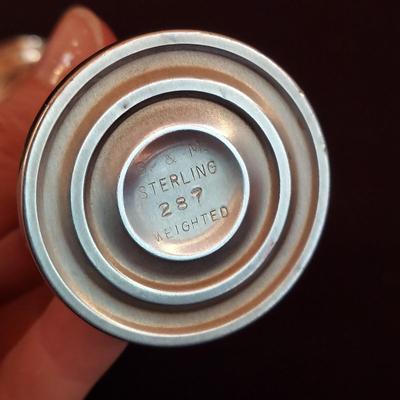 & M
STERLING
287
WEIGHTED